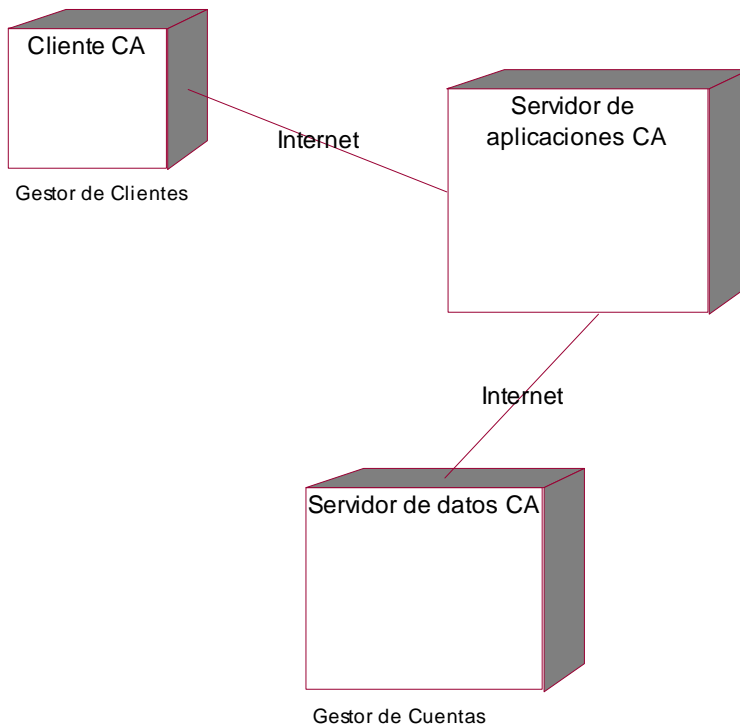 Cliente CA
Gestor de Clientes
Internet
Servidor de
aplicaciones CA
Internet
Servidor de datos CA
Gestor de Cuentas